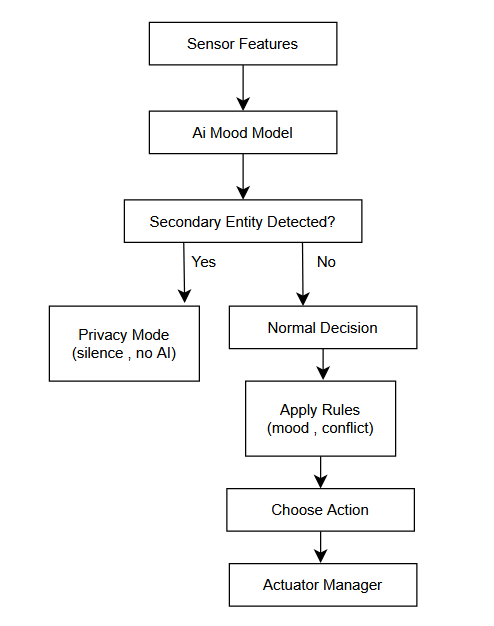 Sensor Features
Ai Mood Model
Secondary Entity Detected?
Yes
No
Privacy Mode
(silence , no AI)
Normal Decision
Apply Rules
(mood , conflict)
Choose Action
Actuator Manager